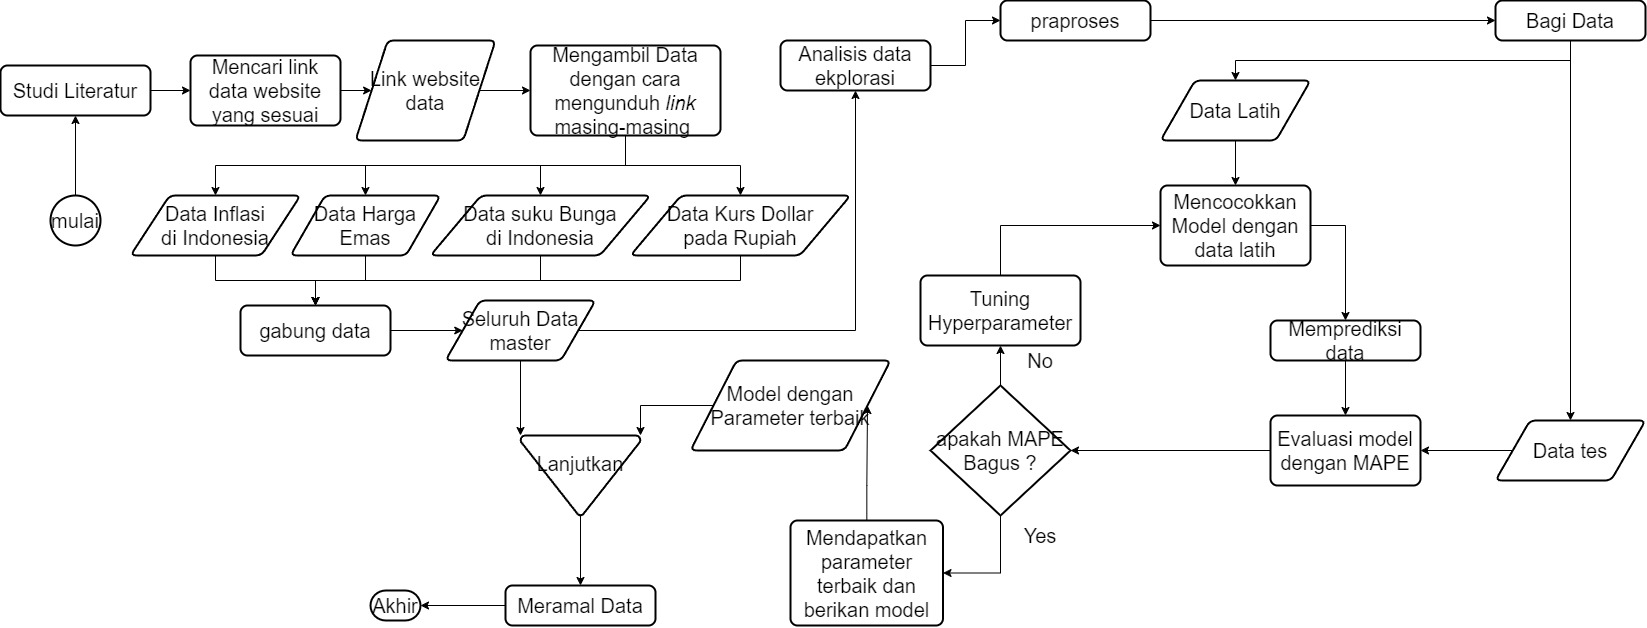 mulai
Studi Literatur
Mencari link
data website
yang sesuai
Link website
data
Mengambil Data
dengan cara
mengunduh link
masing-masing
Data Inflasi
di Indonesia
Data Harga
Emas
Data suku Bunga
di Indonesia
Data Kurs Dollar
pada Rupiah
gabung data
Seluruh Data
master
Analisis data
ekplorasi
praproses
Bagi Data
Data Latih
Mencocokkan
Model dengan
data latih
Memprediksi
data
Data tes
Evaluasi model
dengan MAPE
apakah MAPE
Bagus ?
No
Tuning
Hyperparameter
Yes
Mendapatkan
parameter
terbaik dan
berikan model
Model dengan
Parameter terbaik
Lanjutkan
Meramal Data
Akhir